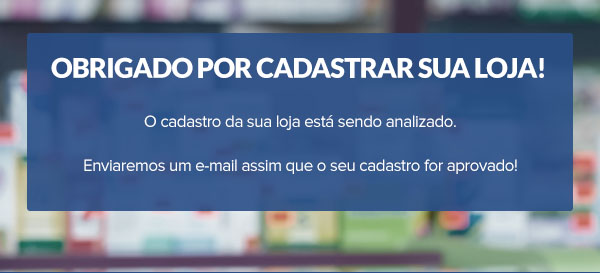 OBRIGADO POR CADASTRAR SUA LOJA!
O cadastro da sua loja está sendo analizado.
Enviaremos um e-mail assim que o seu cadastro for aprovado!